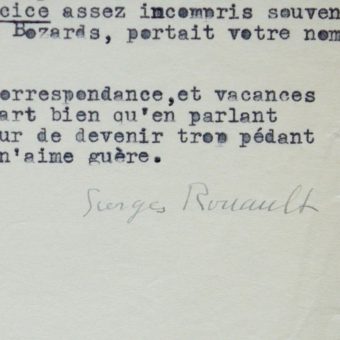 cice assez incompris souven
Bozards, portait votre nom
orrespondance,et vacances
art bien qu'en parlant
ur de devenir trop pédant
n'aime guère.
Georges Rouault